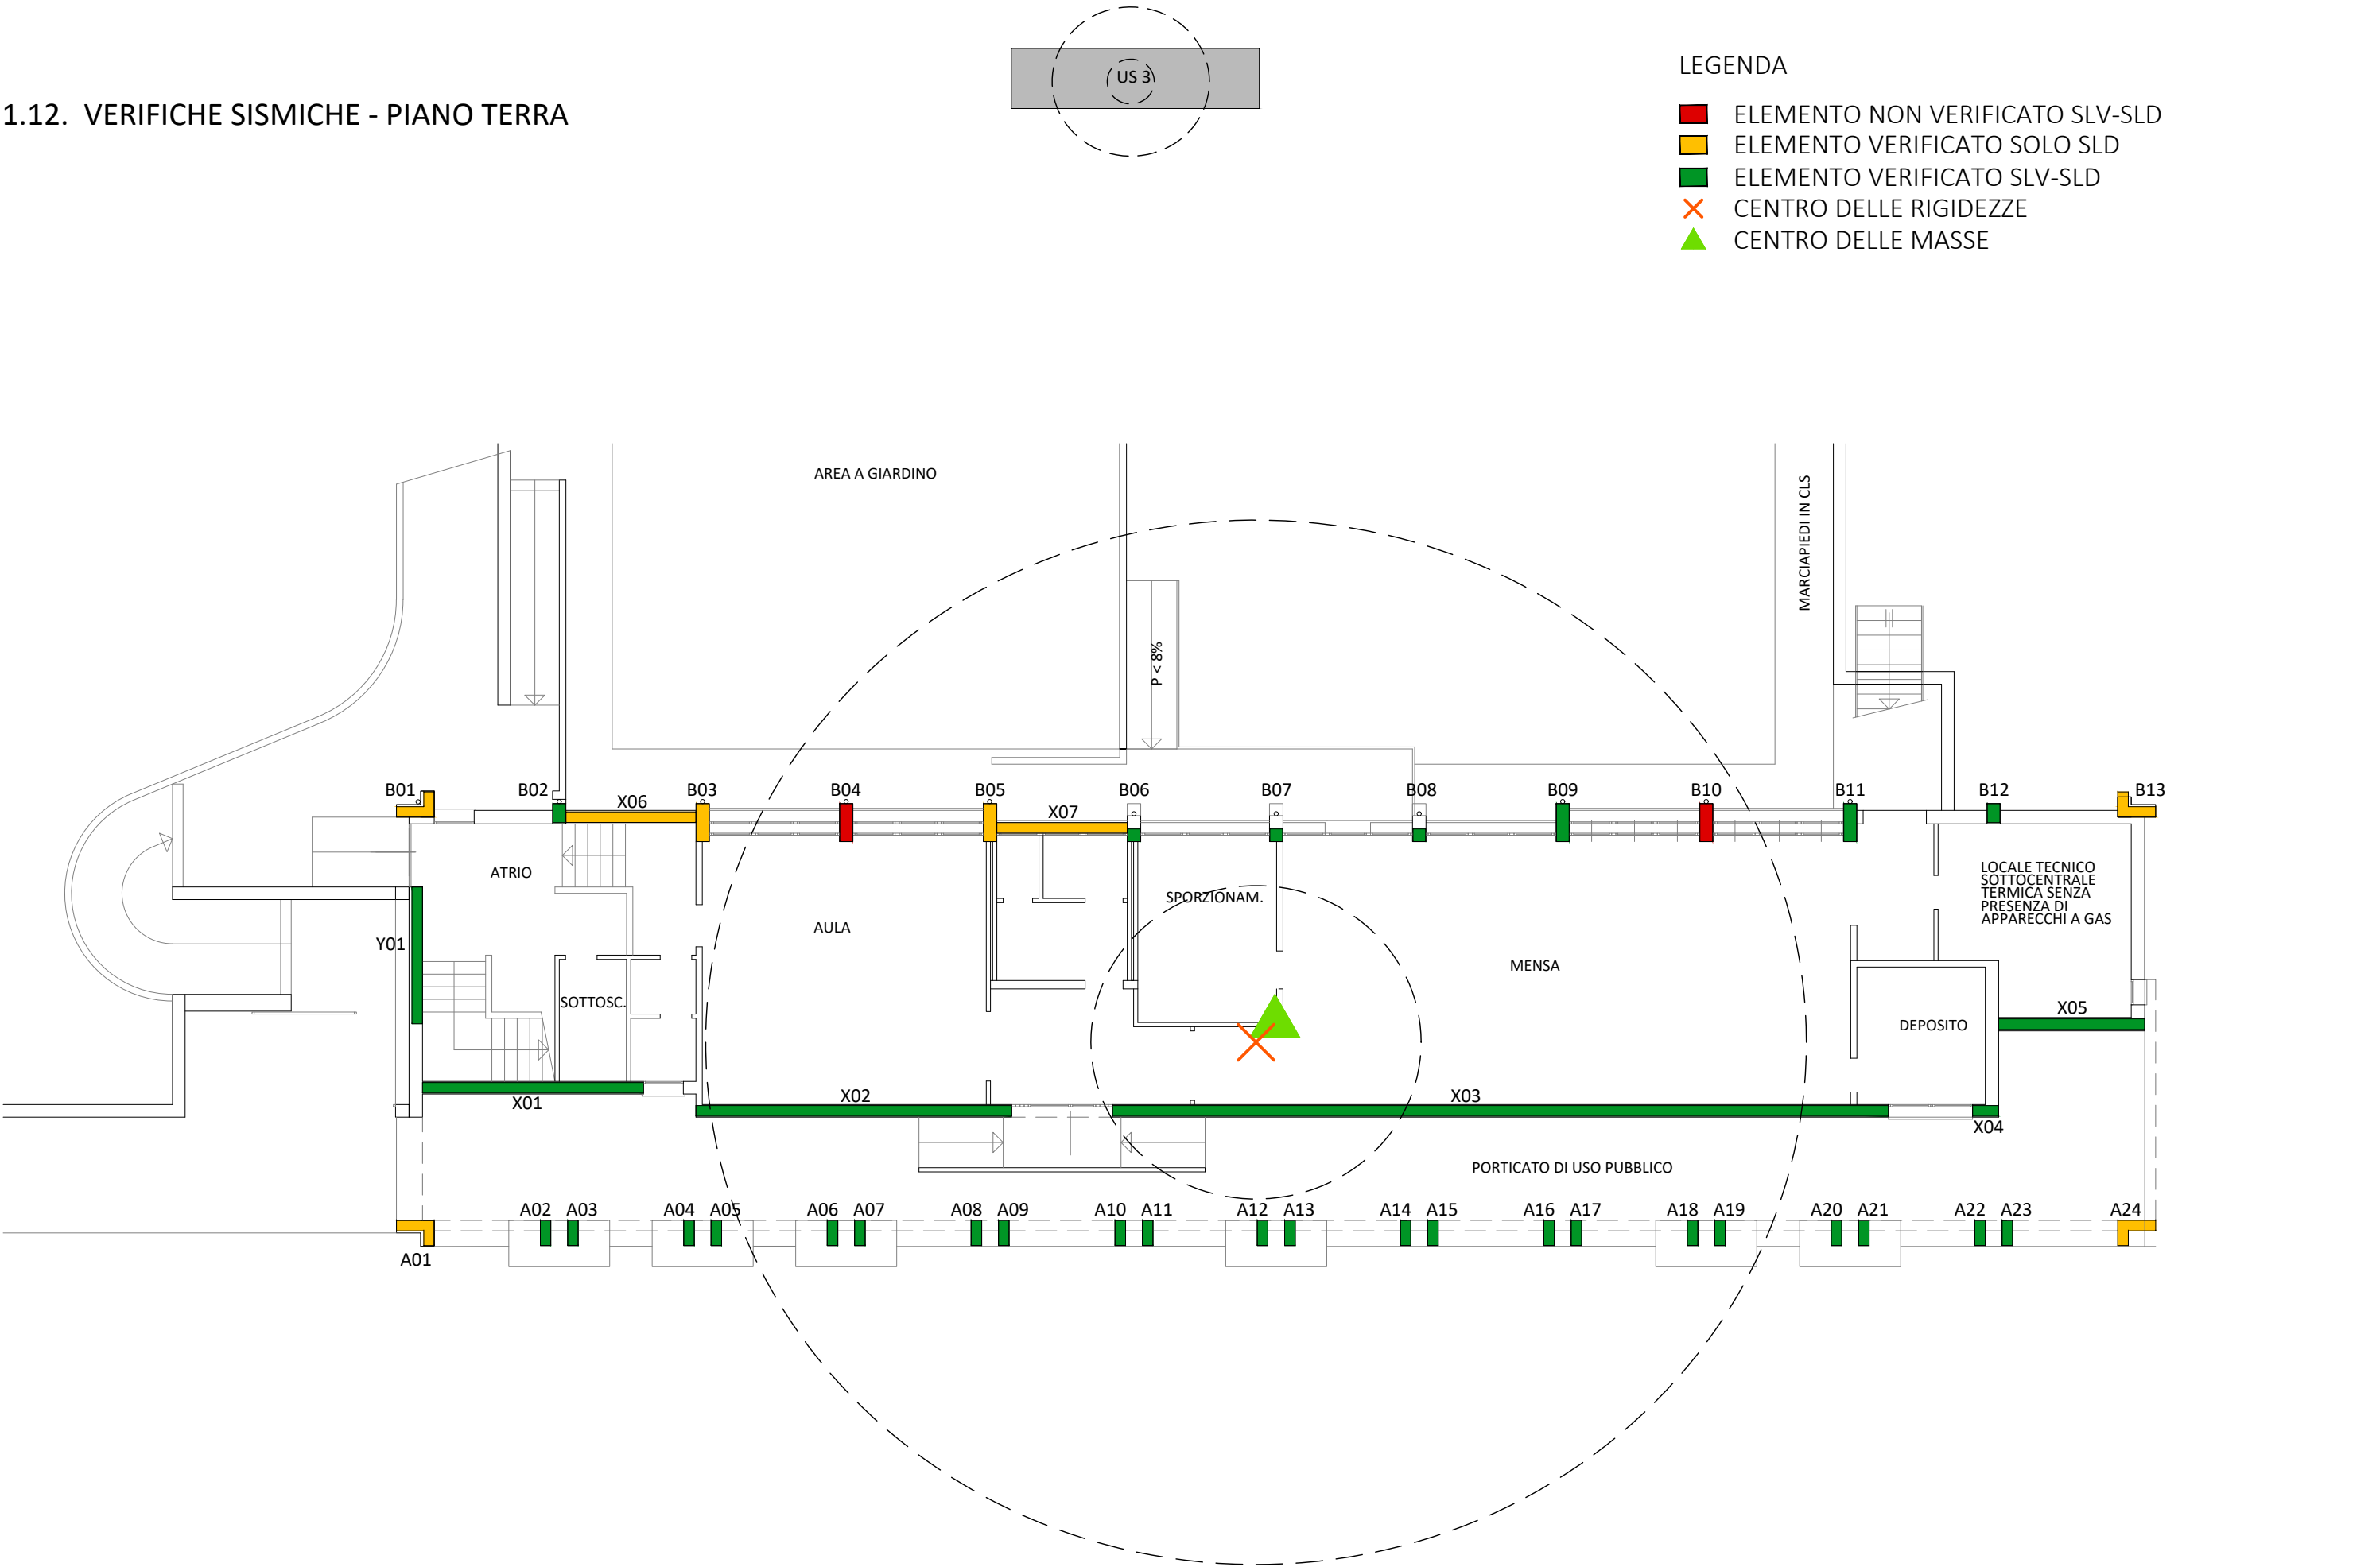 US 3
LEGENDA
1.12. VERIFICHE SISMICHE - PIANO TERRA
ELEMENTO NON VERIFICATO SLV-SLD
ELEMENTO VERIFICATO SOLO SLD
ELEMENTO VERIFICATO SLV-SLD
CENTRO DELLE RIGIDEZZE
CENTRO DELLE MASSE
AREA A GIARDINO
MARCIAPIEDI IN CLS
P < 8%
B01 B02 B03 B04 B05 B06 B07 B08 B09 B10 B11 B12 B13
X06 X07
ATRIO
SPORZIONAM.
LOCALE TECNICO
SOTTOCENTRALE
TERMICA SENZA
PRESENZA DI
APPARECCHI A GAS
AULA
Y01
MENSA
SOTTOSC.
X05
DEPOSITO
X01 X02 X03
X04
PORTICATO DI USO PUBBLICO
A02 A03 A04 A05 A06 A07 A08 A09 A10 A11 A12 A13 A14 A15 A16 A17 A18 A19 A20 A21 A22 A23 A24
A01